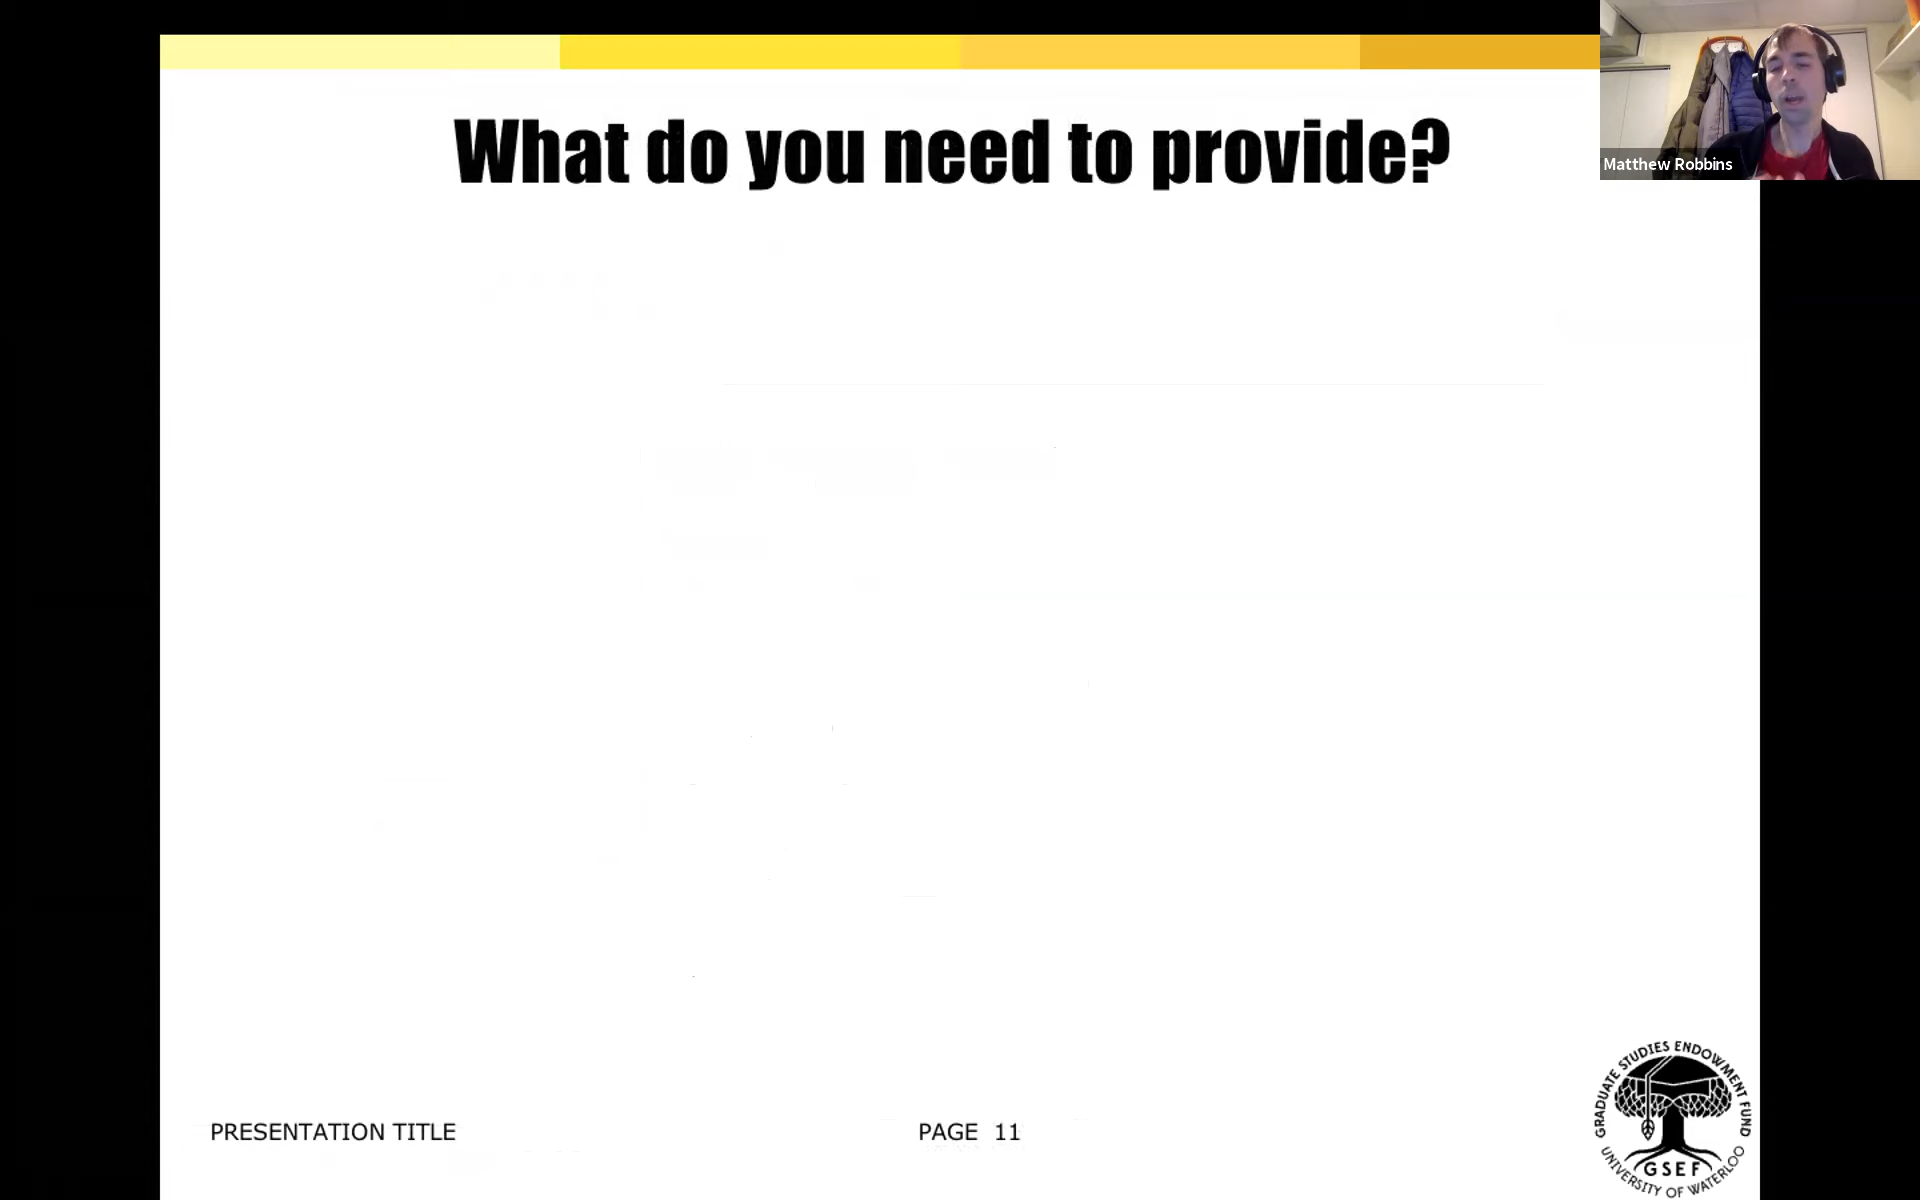 What do you need to provide?
Matthew Robbins
PRESENTATION TITLE
PAGE 11
GRADUATE STUDIES ENDOWMENT FUND
GSEF
UNIVERSITY OF WATERLOO